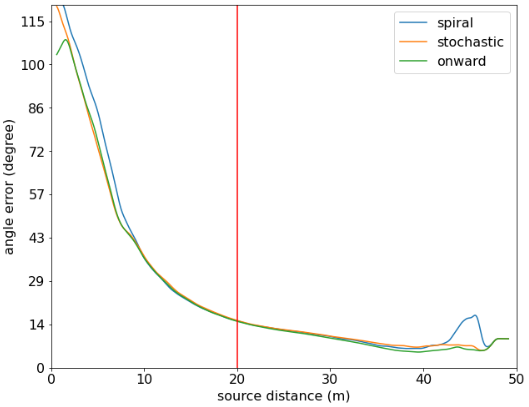 115
100
86
72
57
43
29
14
0
angle error (degree)
spiral
stochastic
onward
0 10 20 30 40 50
source distance (m)